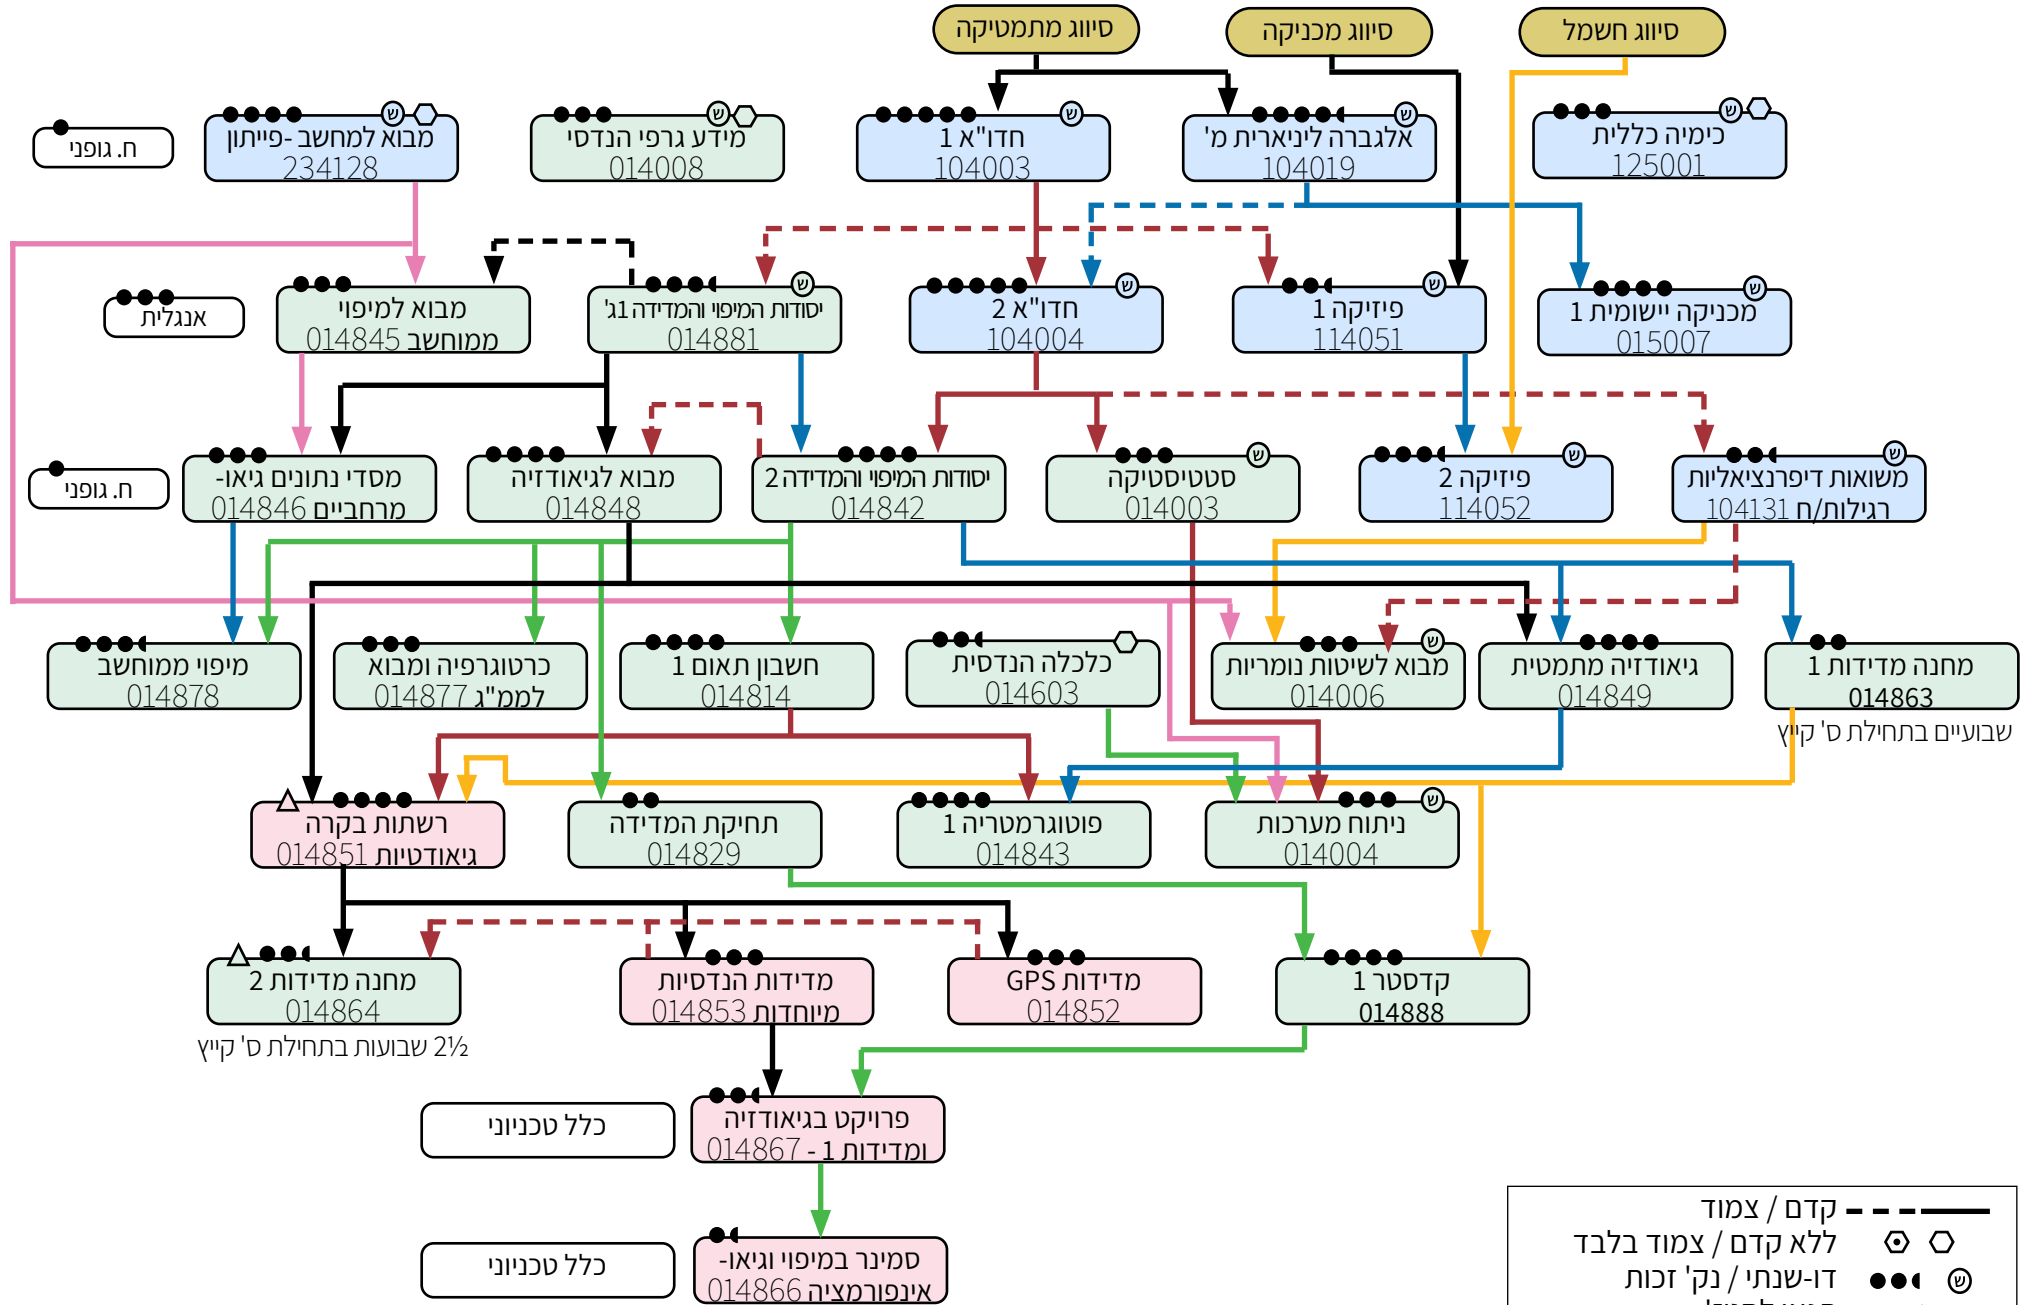 סיווג חשמל
סיווג מכניקה
סיווג מתמטיקה
כימיה כללית
125001
אלגברה ליניארית מ'
104019
חדו"א 1
104003
מידע גרפי הנדסי
014008
מבוא למחשב -פייתון
234128
ח. גופני
מכניקה יישומית 1
015007
פיזיקה 1
114051
חדו"א 2
104004
יסודות המיפוי והמדידה 1ג'
014881
מבוא למיפוי
ממוחשב 014845
אנגלית
משואות דיפרנציאליות
רגילות/ח 104131
פיזיקה 2
114052
סטטיסטיקה
014003
יסודות המיפוי והמדידה 2
014842
מבוא לגיאודזיה
014848
מסדי נתונים גיאו-
מרחביים 014846
ח. גופני
מחנה מדידות 1
014863
שבועיים בתחילת ס' קייץ
גיאודזיה מתמטית
014849
מבוא לשיטות נומריות
014006
כלכלה הנדסית
014603
חשבון תאום 1
014814
כרטוגרפיה ומבוא
לממ"ג 014877
מיפוי ממוחשב
014878
ניתוח מערכות
014004
פוטוגרמטריה 1
014843
תחיקת המדידה
014829
רשתות בקרה
גיאודטיות 014851
קדסטר 1
014888
מדידות GPS
014852
מדידות הנדסיות
מיוחדות 014853
מחנה מדידות 2
014864
2½ שבועות בתחילת ס' קייץ
פרויקט בגיאודזיה
ומדידות 1 - 014867
כלל טכניוני
סמינר במיפוי וגיאו-
אינפורמציה 014866
כלל טכניוני
קדם / צמוד
ללא קדם / צמוד בלבד
ש דו-שנתי / נק' זכות